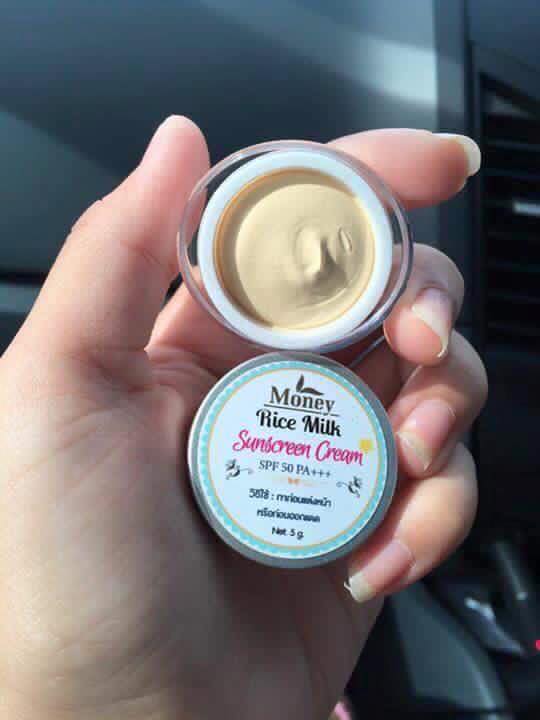 Money
Rice Milk
Sunscreen Cream
SPF 50 PA+++
วิธีใช้ : ทาก่อนแต่งหน้า
หรือก่อนออกแดด
Net 5 g.